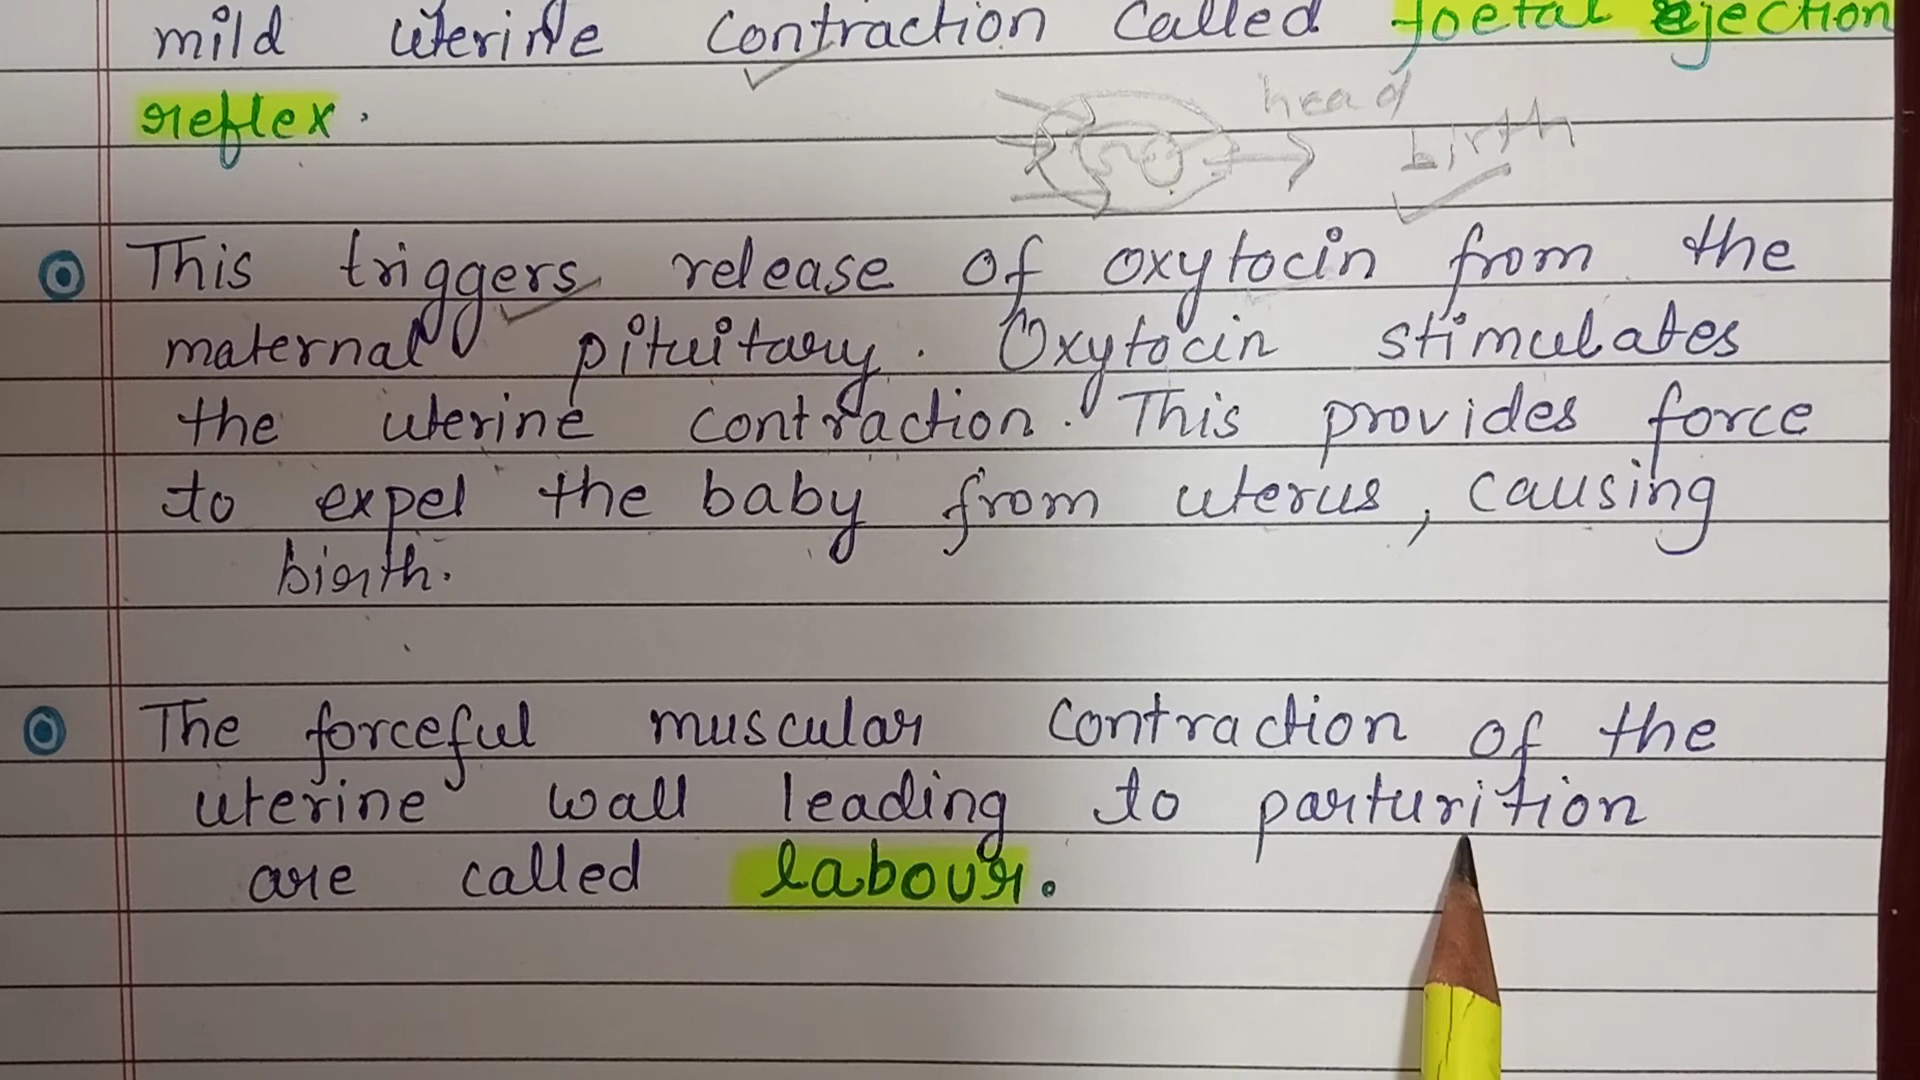 mild uterine contraction called foetal ejection
reflex.
head
birth
This triggers release of oxytocin from the
maternal pituitary. Oxytocin stimulates
the uterine contraction. This provides force
to expel the baby from uterus, causing
birth.
The forceful muscular contraction of the
uterine wall leading to parturition
are called labour.